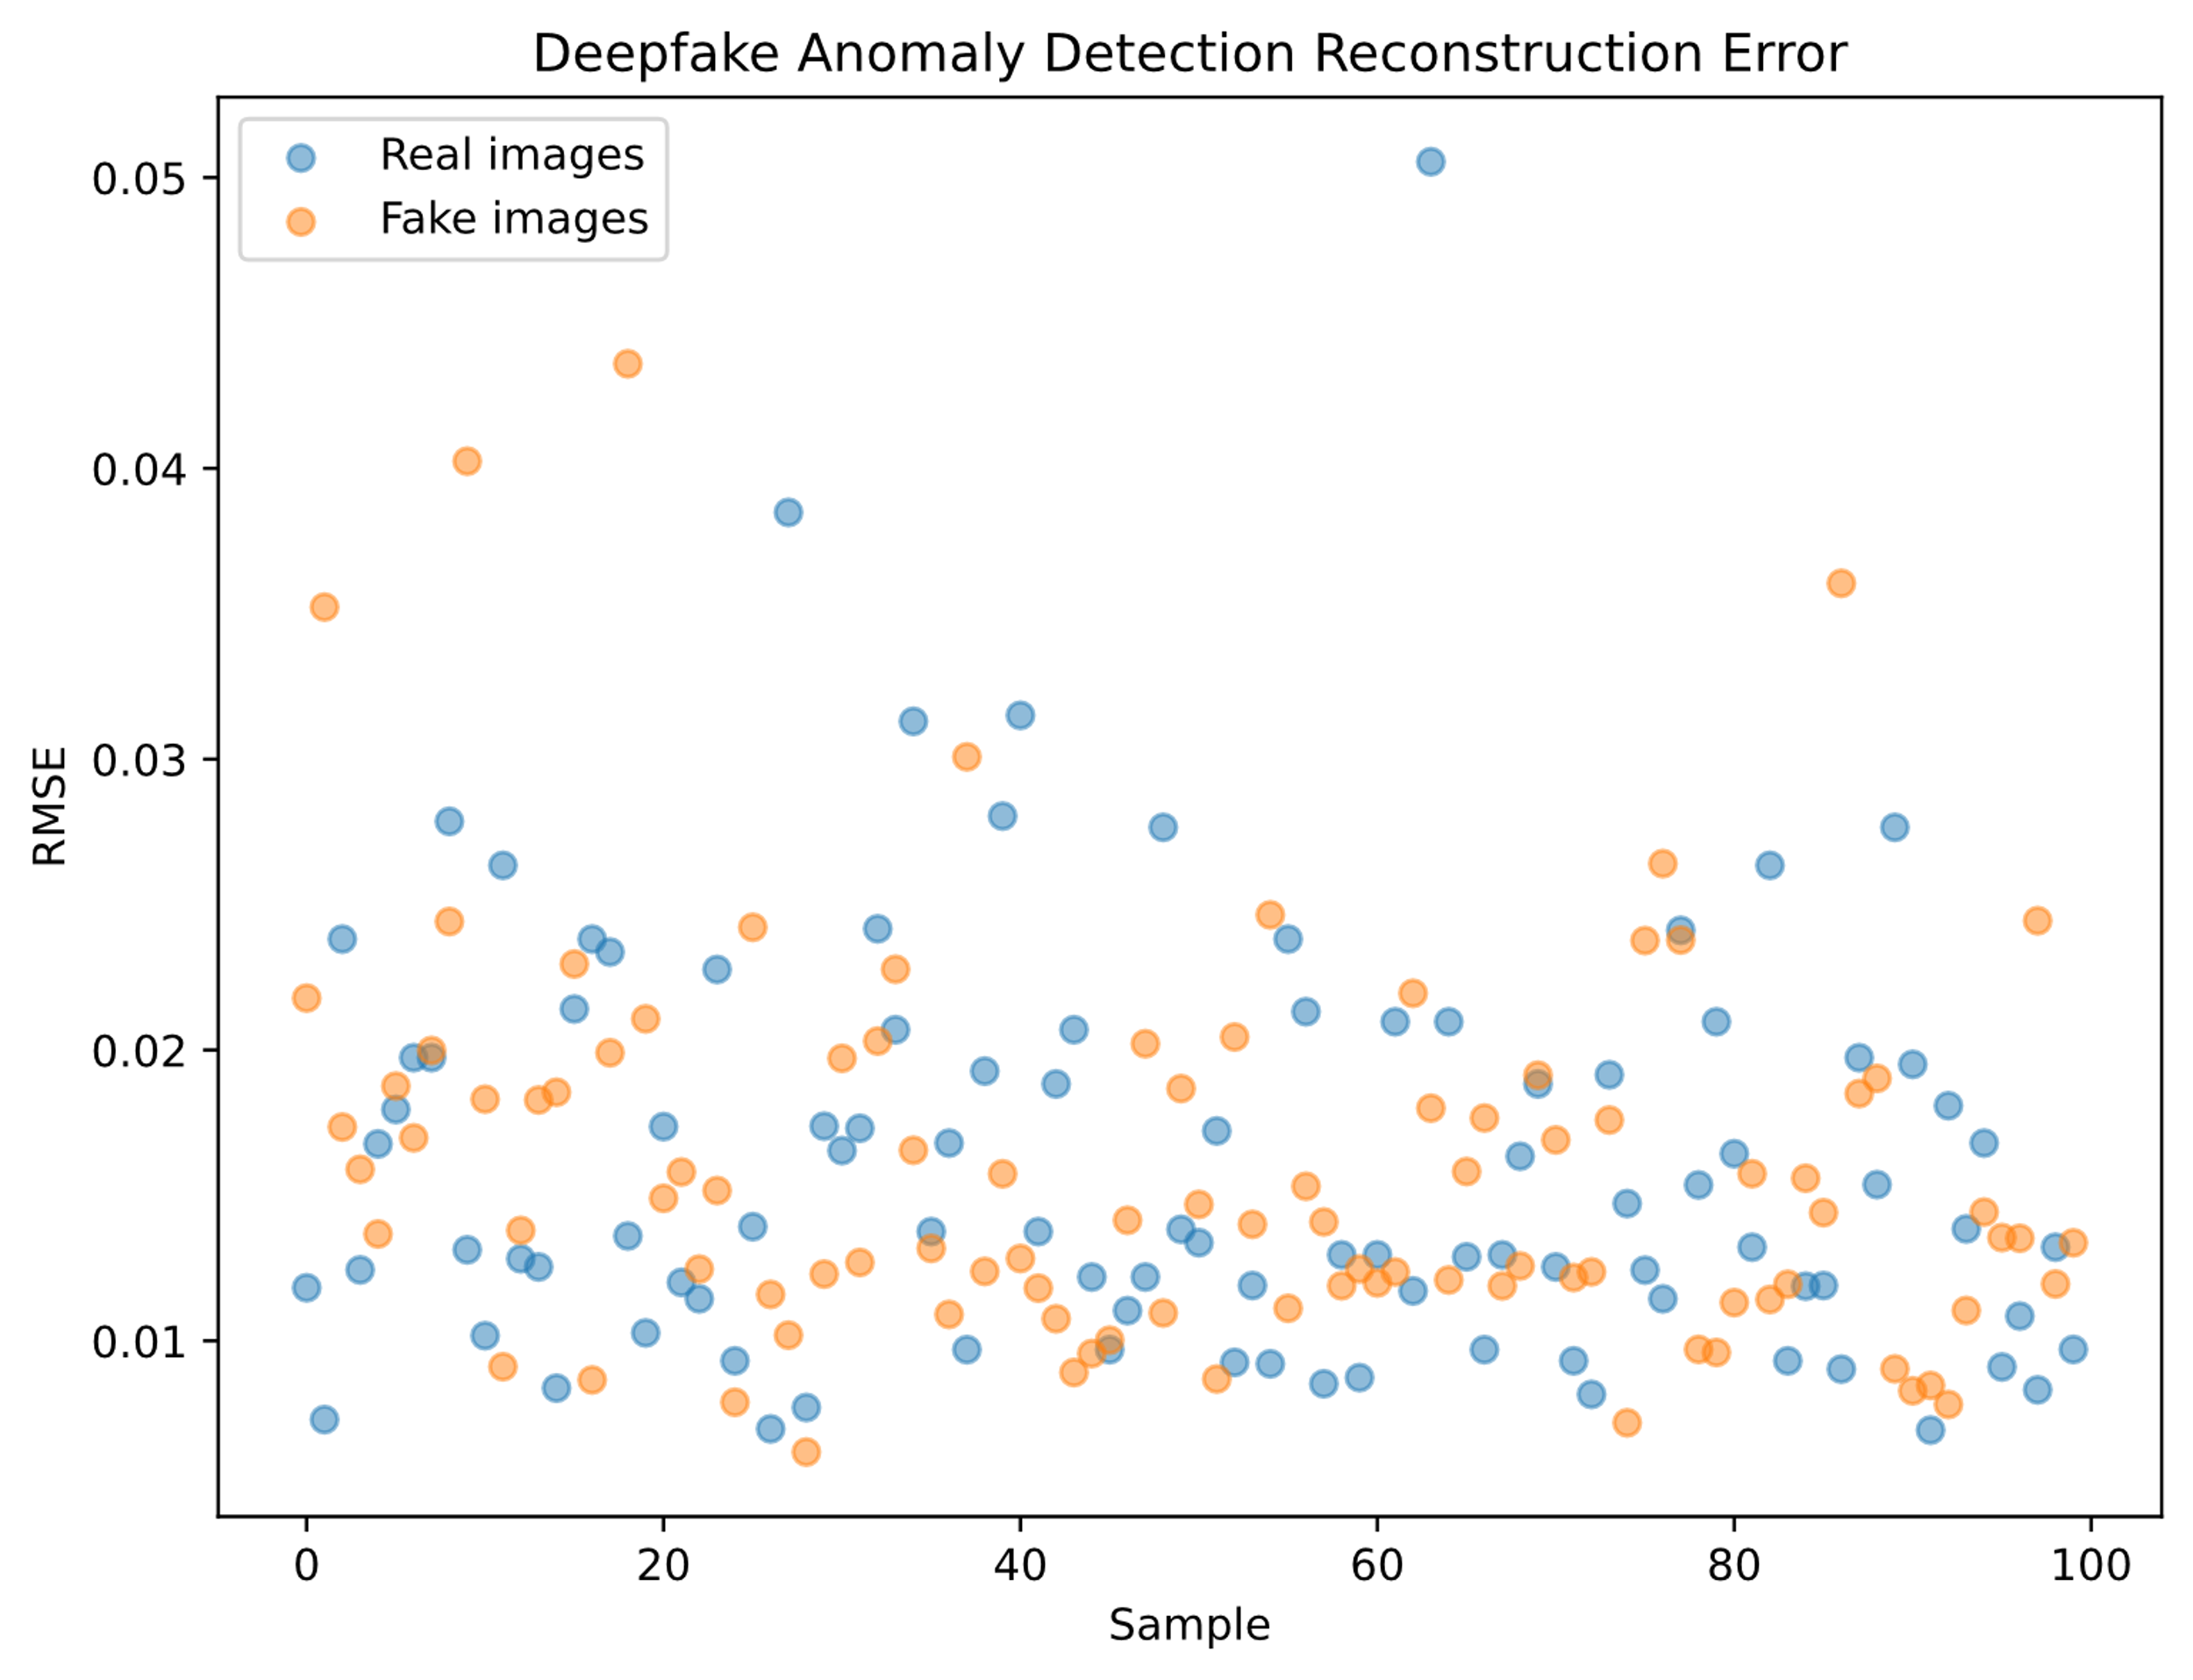 Deepfake Anomaly Detection Reconstruction Error
Real images
Fake images
0.05
0.04
0.03
0.02
0.01
RMSE
0 20 40 60 80 100
Sample